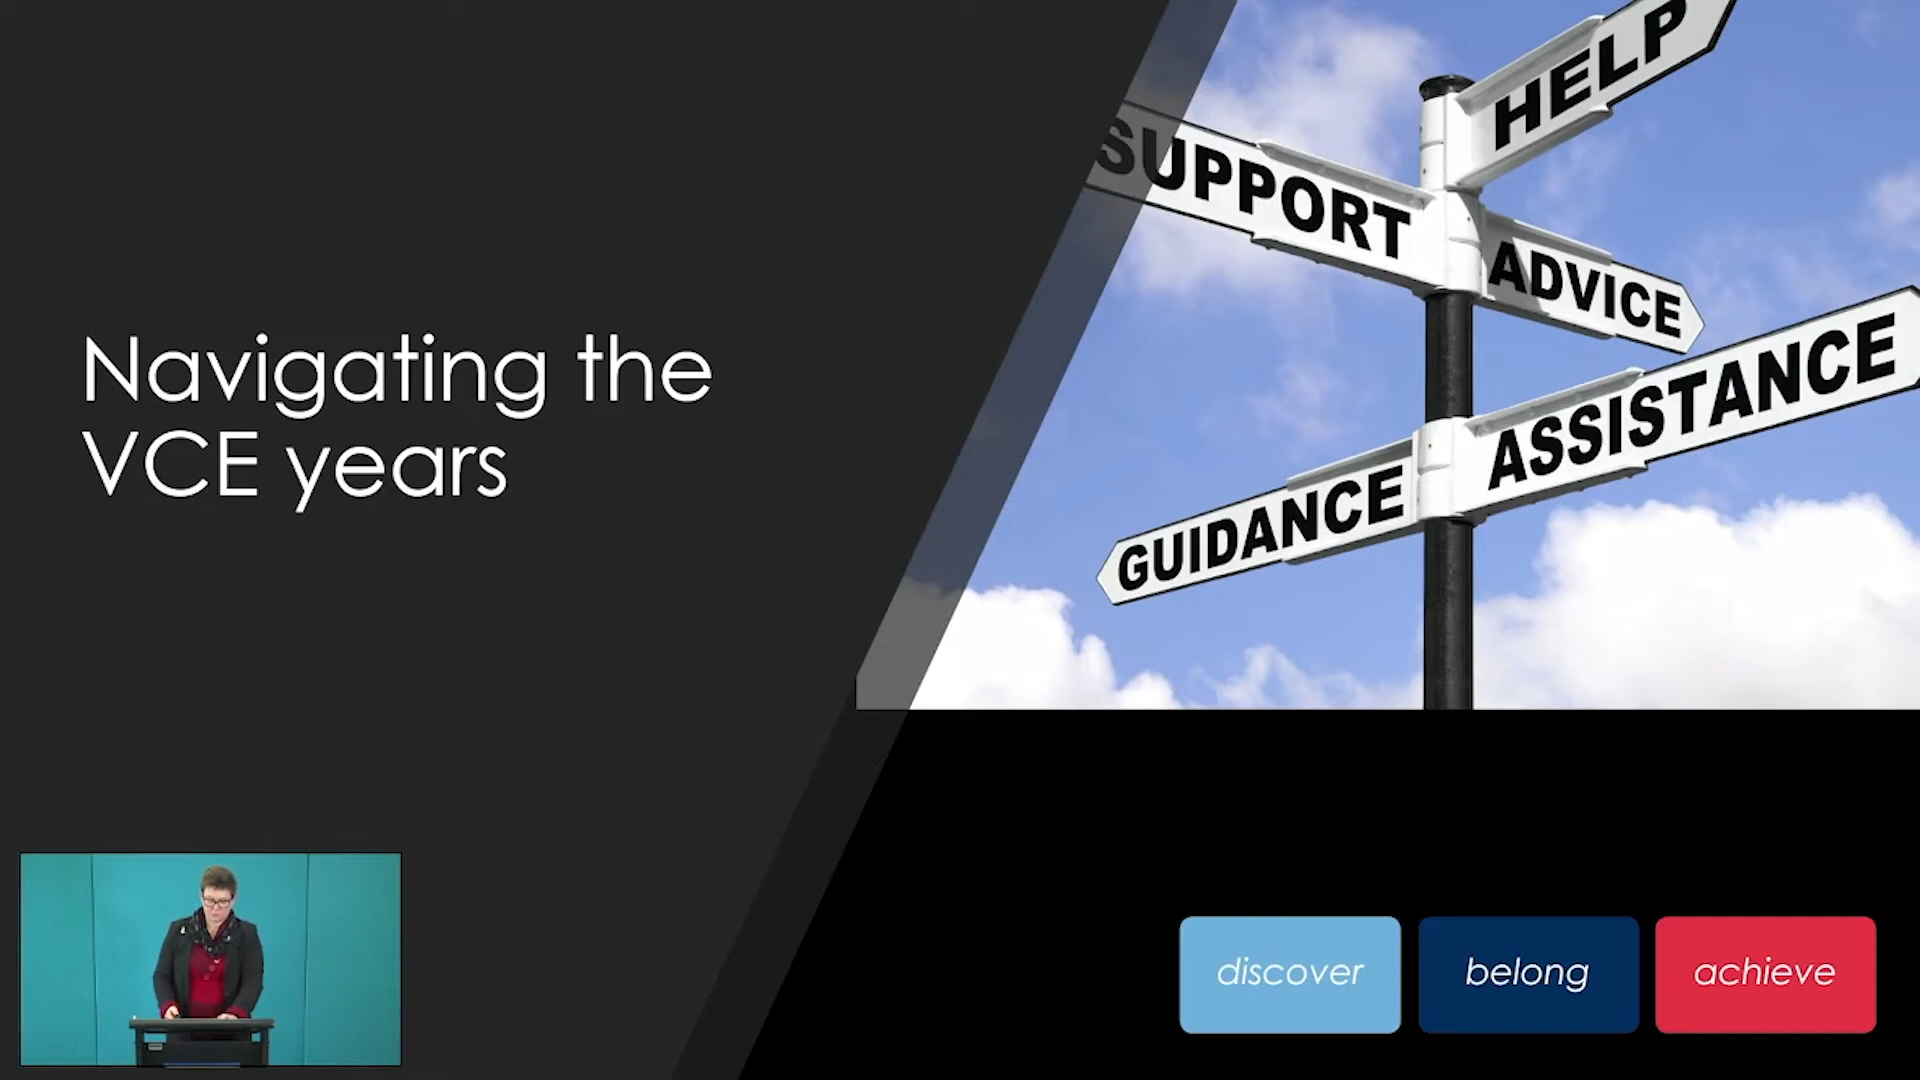 Navigating the
VCE years
HELP
SUPPORT
ADVICE
ASSISTANCE
GUIDANCE
discover
belong
achieve